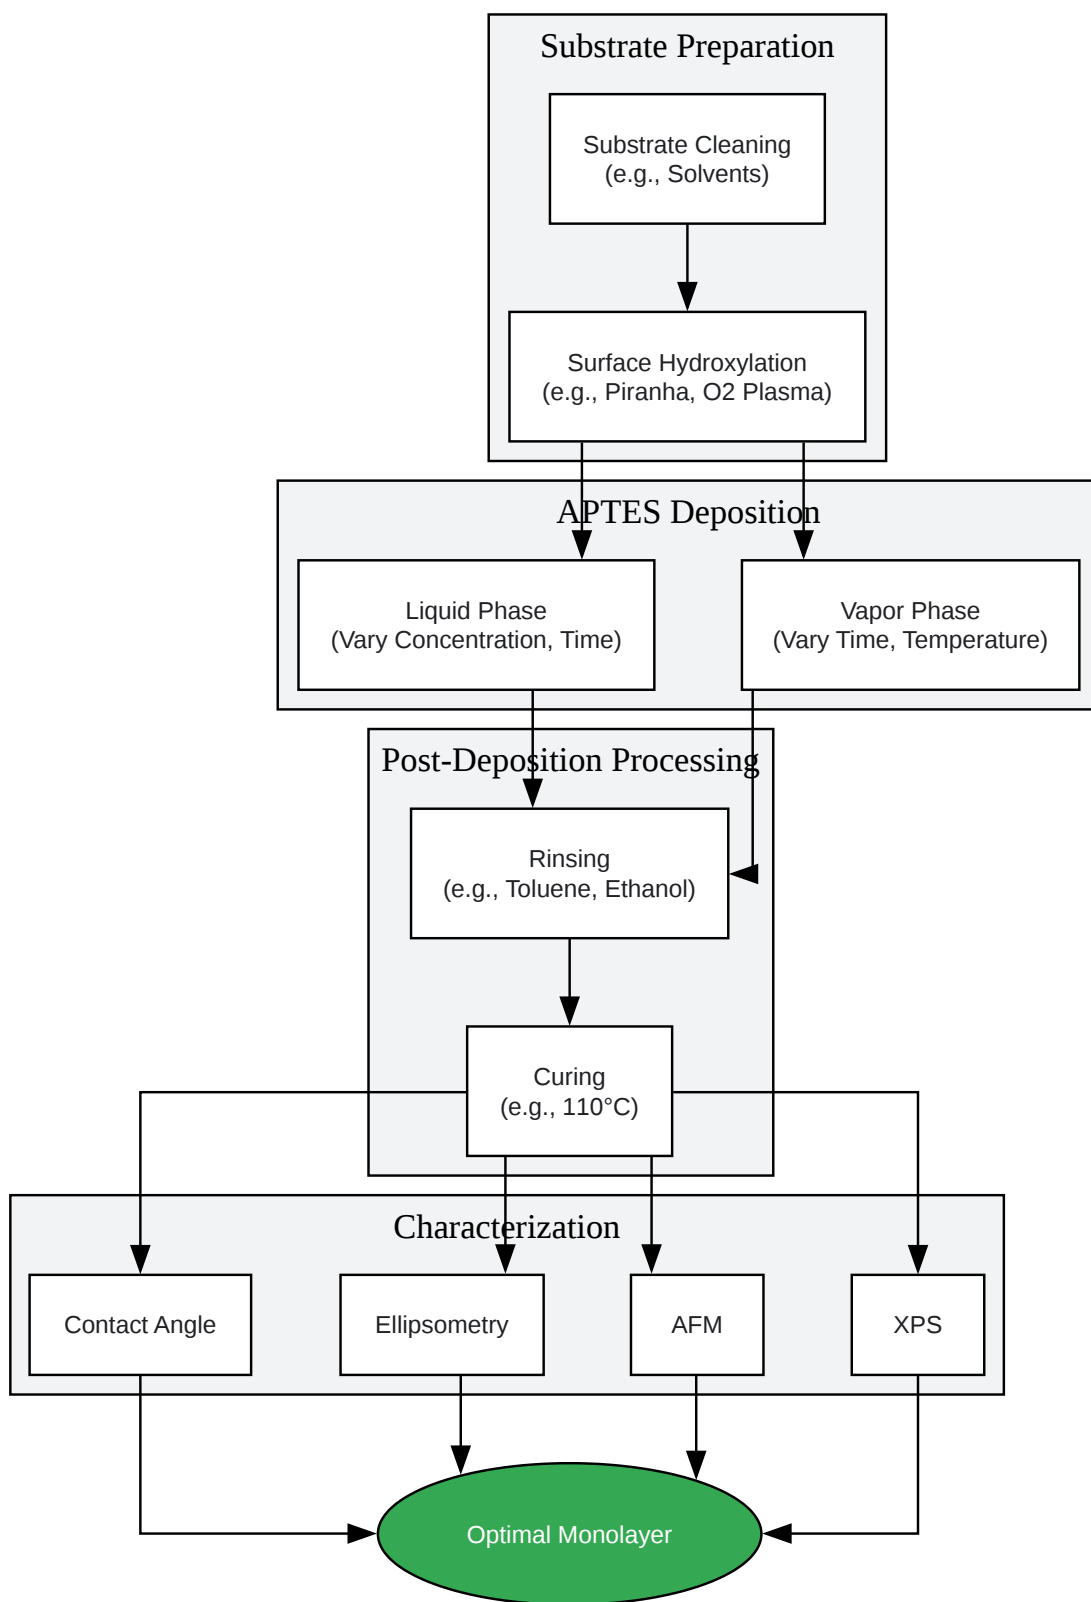 Substrate Preparation
Substrate Cleaning
(e.g., Solvents)
Surface Hydroxylation
(e.g., Piranha, O2 Plasma)
APTES Deposition
Liquid Phase
(Vary Concentration, Time)
Vapor Phase
(Vary Time, Temperature)
Post-Deposition Processing
Rinsing
(e.g., Toluene, Ethanol)
Curing
(e.g., 110°C)
Characterization
Contact Angle
Ellipsometry
AFM
XPS
Optimal Monolayer